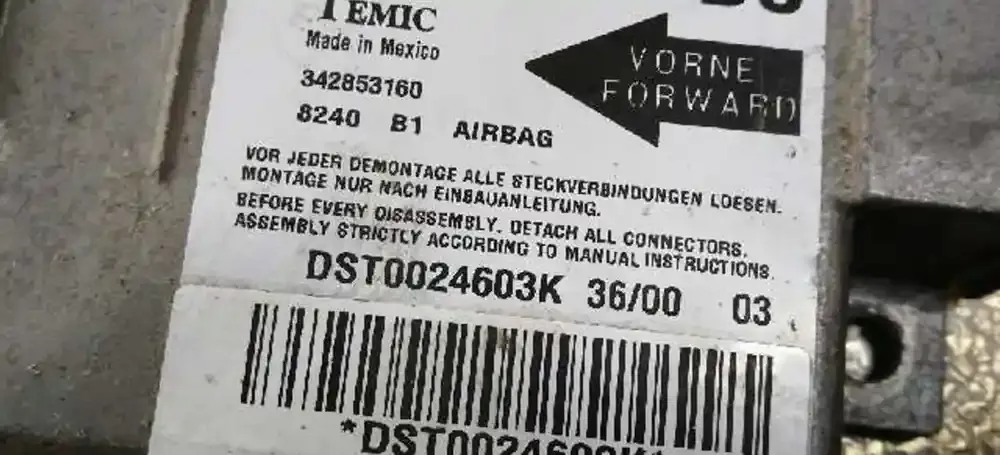 TEMIC
Made in Mexico
342853160
8240 B1 AIRBAG
VORNE
FORWARD
VOR JEDER DEMONTAGE ALLE STECKVERBINDUNGEN LOESEN.
MONTAGE NUR NACH EINBAUANLEITUNG.
BEFORE EVERY DISASSEMBLY. DETACH ALL CONNECTORS.
ASSEMBLY STRICTLY ACCORDING TO MANUAL INSTRUCTIONS.
DST0024603K 36/00 03
*DST0024603K*